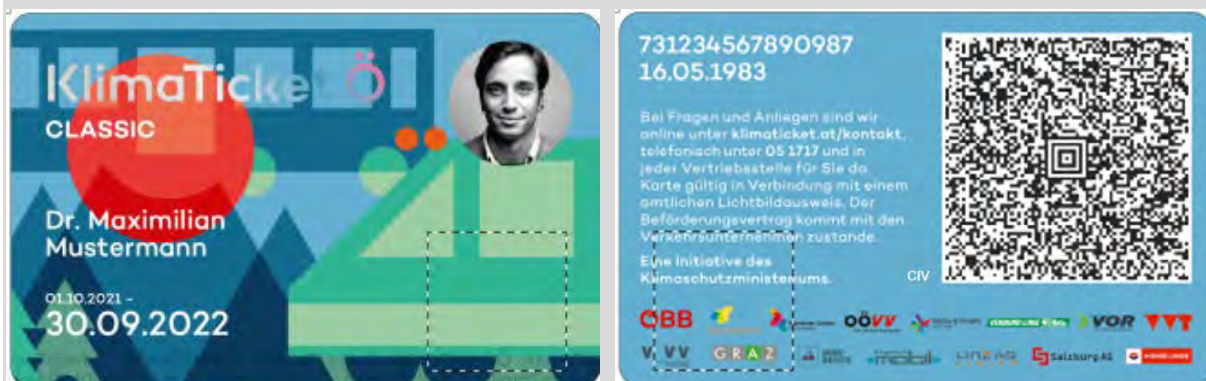 KlimaTicket Ö
CLASSIC
Dr. Maximilian
Mustermann
01.10.2021 –
30.09.2022
731234567890987
16.05.1983
Bei Fragen und Anliegen sind wir
online unter klimaticket.at/kontakt,
telefonisch unter 05 1717 und in
jeder Vertriebsstelle für Sie da.
Karte gültig in Verbindung mit einem
amtlichen Lichtbildausweis. Der
Beförderungsvertrag kommt mit den
Verkehrsunternehmen zustande.
Eine Initiative des
Klimaschutzministeriums.
CIV
ÖBB
OÖVV
VOR
VVT
VVV
GRAZ
mobil
LINZ AG
Salzburg AG